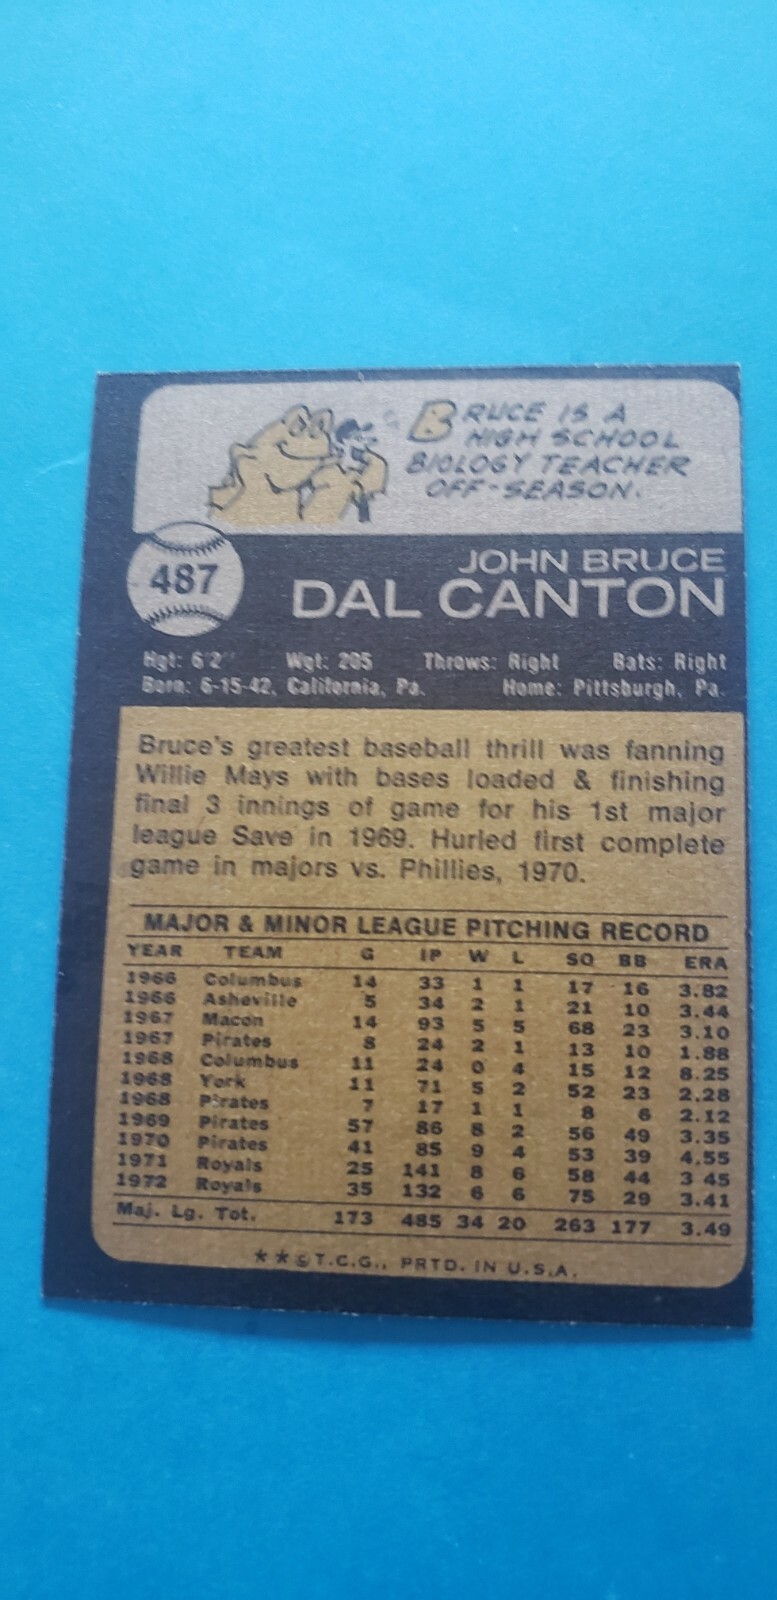 BRUCE IS A
HIGH SCHOOL
BIOLOGY TEACHER
OFF-SEASON.
487
JOHN BRUCE
DAL CANTON
Hgt: 6'2" Wgt: 205 Throws: Right Bats: Right
Born: 6-15-42, California, Pa. Home: Pittsburgh, Pa.
Bruce's greatest baseball thrill was fanning
Willie Mays with bases loaded & finishing
final 3 innings of game for his 1st major
league Save in 1969. Hurled first complete
game in majors vs. Phillies, 1970.
MAJOR & MINOR LEAGUE PITCHING RECORD
YEAR TEAM G IP W L SO BB ERA
1966 Columbus 14 33 1 1 17 16 3.82
1966 Asheville 5 34 2 1 21 10 3.44
1967 Macon 14 93 5 5 68 23 3.10
1967 Pirates 8 24 2 1 13 10 1.88
1968 Columbus 11 24 0 4 15 12 8.25
1968 York 11 71 5 2 52 23 2.28
1968 Pirates 7 17 1 1 8 6 2.12
1969 Pirates 57 86 8 2 56 49 3.35
1970 Pirates 41 85 9 4 53 39 4.55
1971 Royals 25 141 8 6 58 44 3.45
1972 Royals 35 132 6 6 75 29 3.41
Maj. Lg. Tot. 173 485 34 20 263 177 3.49
**©T.C.G., PRTD. IN U.S.A.